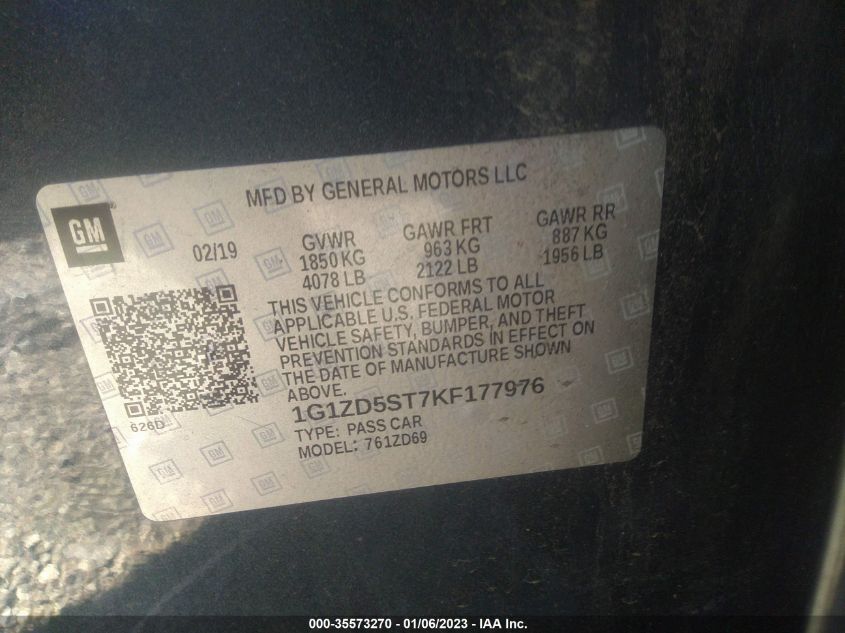 MFD BY GENERAL MOTORS LLC
GM
02/19
GVWR
1850 KG
4078 LB
GAWR FRT
963 KG
2122 LB
GAWR RR
887 KG
1956 LB
THIS VEHICLE CONFORMS TO ALL
APPLICABLE U.S. FEDERAL MOTOR
VEHICLE SAFETY, BUMPER, AND THEFT
PREVENTION STANDARDS IN EFFECT ON
THE DATE OF MANUFACTURE SHOWN
ABOVE.
626D
1G1ZD5ST7KF177976
TYPE: PASS CAR
MODEL: 761ZD69
000-35573270 - 01/06/2023 - IAA Inc.